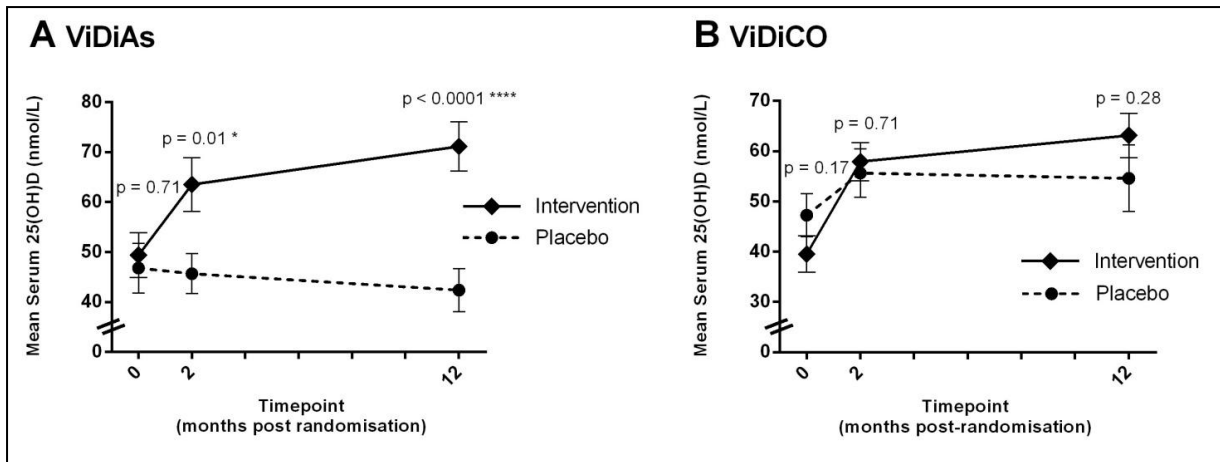 A ViDiAs
Mean Serum 25(OH)D (nmol/L)
80
70
60
50
40
0
p = 0.71
p = 0.01 *
p < 0.0001 ****
Intervention
Placebo
0
2
12
Timepoint
(months post randomisation)
B ViDiCO
Mean Serum 25(OH)D (nmol/L)
70
60
50
40
30
0
p = 0.17
p = 0.71
p = 0.28
Intervention
Placebo
0
2
12
Timepoint
(months post-randomisation)